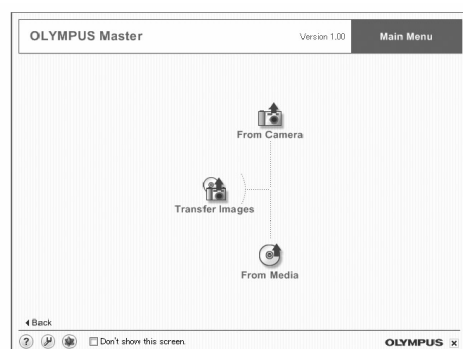 OLYMPUS Master Version 1.00 Main Menu
From Camera
Transfer Images
From Media
Back
? Don't show this screen. OLYMPUS x